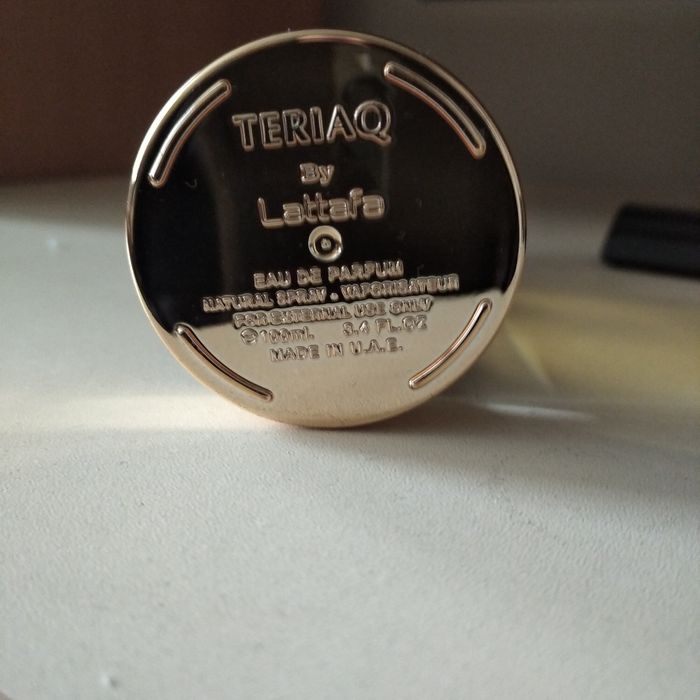 TERIAQ
By
Lattafa
EAU DE PARFUM
NATURAL SPRAY • VAPORISATEUR
FOR EXTERNAL USE ONLY
℮100ml. 3.4 FL.OZ
MADE IN U.A.E.